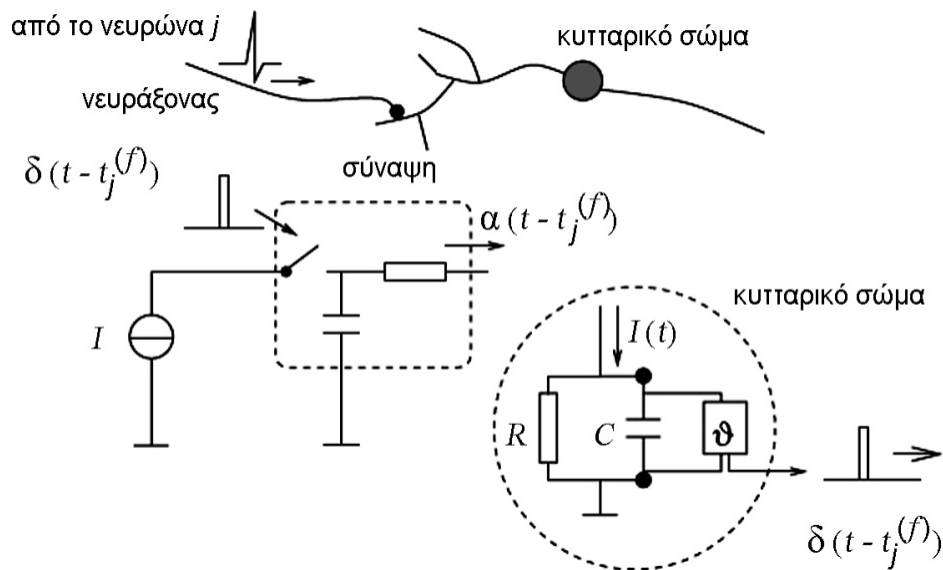 από το νευρώνα j
κυτταρικό σώμα
νευράξονας
σύναψη
δ (t - t_j^(f))
α (t - t_j^(f))
κυτταρικό σώμα
I
I(t)
R
C
ϑ
δ (t - t_j^(f))